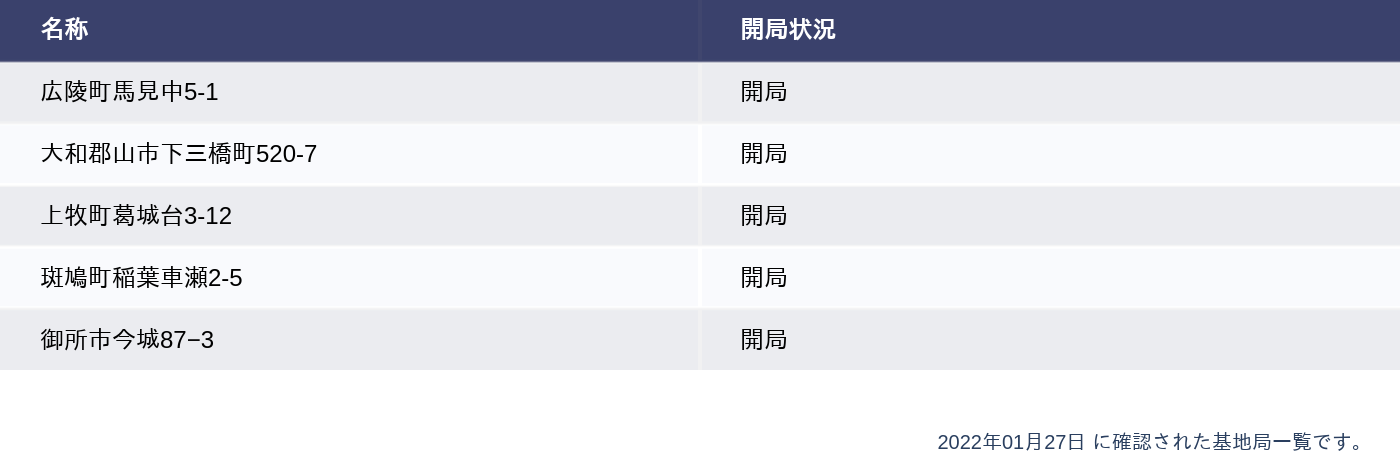 名称 開局状況
広陵町馬見中5-1 開局
大和郡山市下三橋町520-7 開局
上牧町葛城台3-12 開局
斑鳩町稲葉車瀬2-5 開局
御所市今城87−3 開局
2022年01月27日 に確認された基地局一覧です。